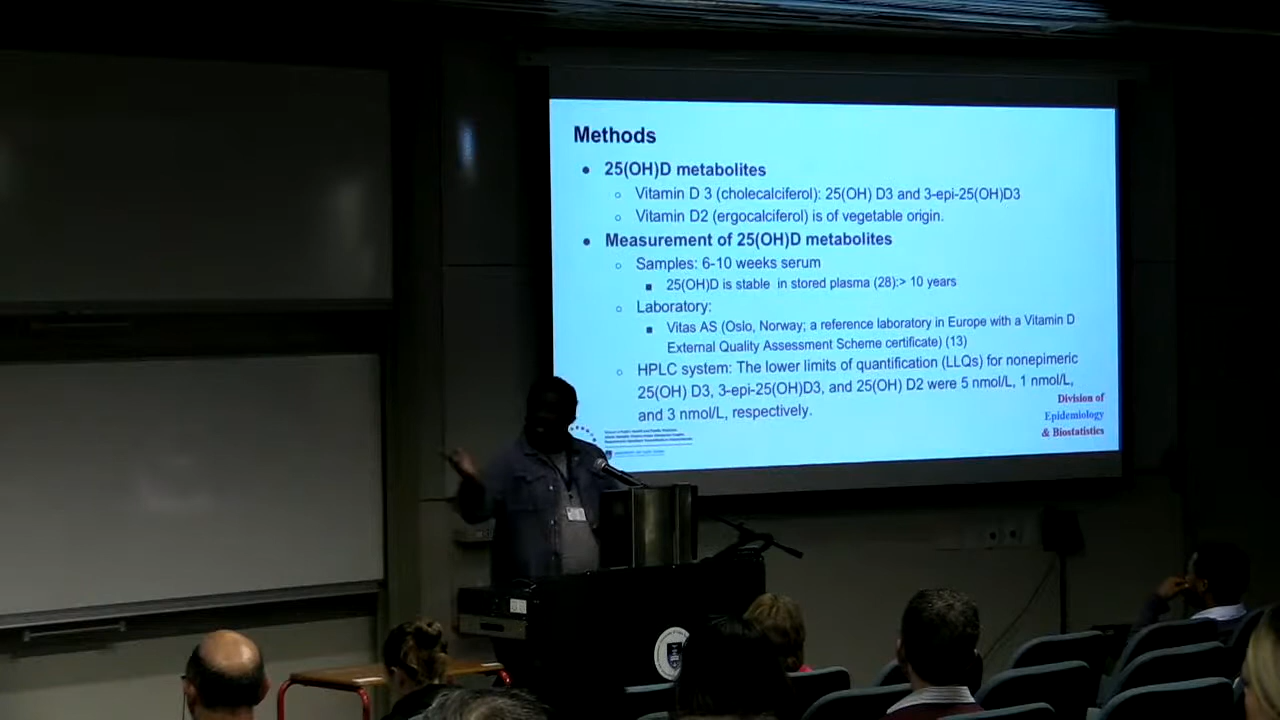 Methods
● 25(OH)D metabolites
○ Vitamin D 3 (cholecalciferol): 25(OH) D3 and 3-epi-25(OH)D3
○ Vitamin D2 (ergocalciferol) is of vegetable origin.
● Measurement of 25(OH)D metabolites
○ Samples: 6-10 weeks serum
■ 25(OH)D is stable in stored plasma (28):> 10 years
○ Laboratory:
■ Vitas AS (Oslo, Norway; a reference laboratory in Europe with a Vitamin D
External Quality Assessment Scheme certificate) (13)
○ HPLC system: The lower limits of quantification (LLQs) for nonepimeric
25(OH) D3, 3-epi-25(OH)D3, and 25(OH) D2 were 5 nmol/L, 1 nmol/L,
and 3 nmol/L, respectively.
Division of
Epidemiology
& Biostatistics